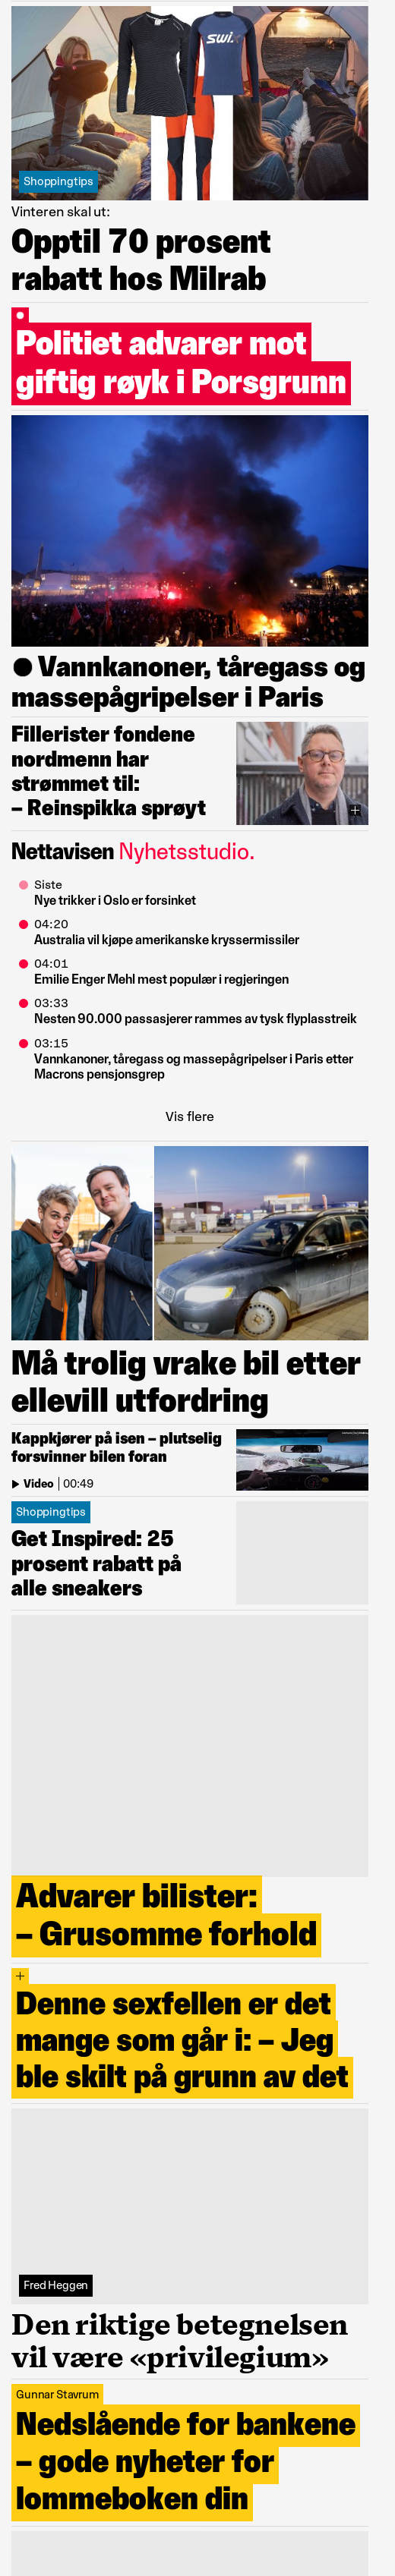 SWiX
Shoppingtips
Vinteren skal ut:
Opptil 70 prosent
rabatt hos Milrab
Politiet advarer mot
giftig røyk i Porsgrunn
Vannkanoner, tåregass og
massepågripelser i Paris
Fillerister fondene
nordmenn har
strømmet til:
– Reinspikka sprøyt
Nettavisen Nyhetsstudio.
Siste
Nye trikker i Oslo er forsinket
04:20
Australia vil kjøpe amerikanske kryssermissiler
04:01
Emilie Enger Mehl mest populær i regjeringen
03:33
Nesten 90.000 passasjerer rammes av tysk flyplasstreik
03:15
Vannkanoner, tåregass og massepågripelser i Paris etter
Macrons pensjonsgrep
Vis flere
Må trolig vrake bil etter
ellevill utfordring
Kappkjører på isen – plutselig
forsvinner bilen foran
Video | 00:49
Shoppingtips
Get Inspired: 25
prosent rabatt på
alle sneakers
Advarer bilister:
– Grusomme forhold
+
Denne sexfellen er det
mange som går i: – Jeg
ble skilt på grunn av det
Fred Heggen
Den riktige betegnelsen
vil være «privilegium»
Gunnar Stavrum
Nedslående for bankene
– gode nyheter for
lommeboken din